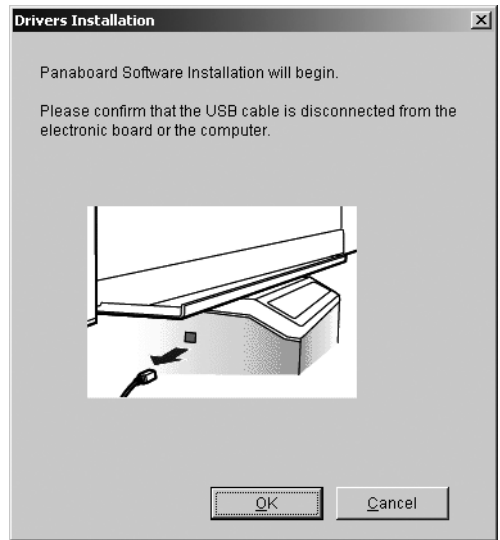 Drivers Installation
Panaboard Software Installation will begin.
Please confirm that the USB cable is disconnected from the
electronic board or the computer.
OK
Cancel